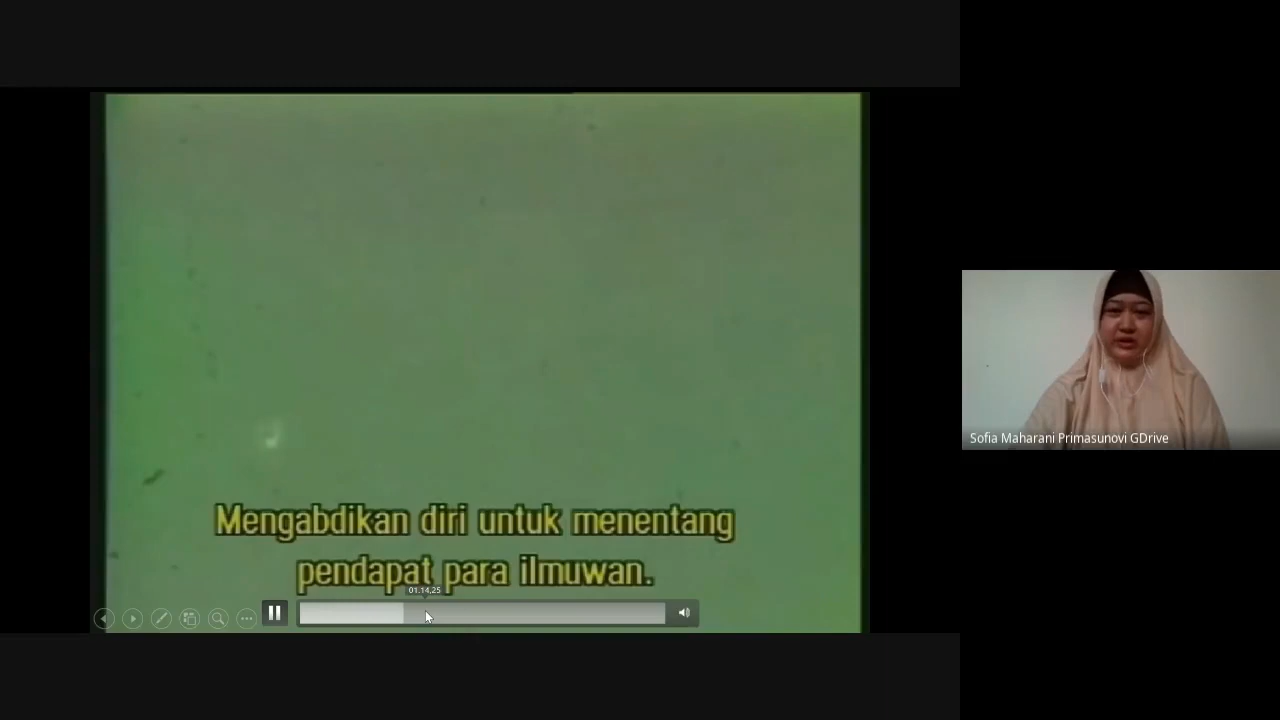 Mengabdikan diri untuk menentang
pendapat para ilmuwan.
01.14,25
Sofia Maharani Primasunovi GDrive